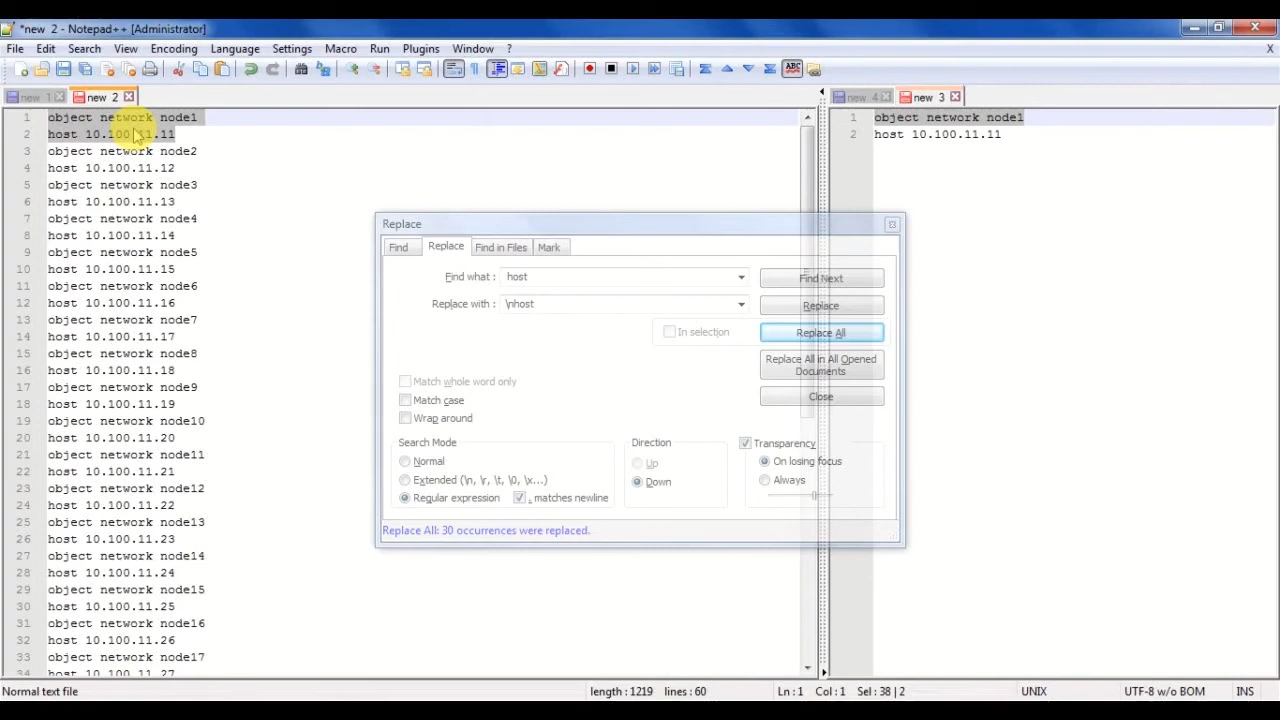 *new  2 - Notepad++ [Administrator]
File Edit Search View Encoding Language Settings Macro Run Plugins Window ? X
new 1 new 2 new 4 new 3
1 object network node1
2 host 10.100.11.11
3 object network node2
4 host 10.100.11.12
5 object network node3
6 host 10.100.11.13
7 object network node4
8 host 10.100.11.14
9 object network node5
10 host 10.100.11.15
11 object network node6
12 host 10.100.11.16
13 object network node7
14 host 10.100.11.17
15 object network node8
16 host 10.100.11.18
17 object network node9
18 host 10.100.11.19
19 object network node10
20 host 10.100.11.20
21 object network node11
22 host 10.100.11.21
23 object network node12
24 host 10.100.11.22
25 object network node13
26 host 10.100.11.23
27 object network node14
28 host 10.100.11.24
29 object network node15
30 host 10.100.11.25
31 object network node16
32 host 10.100.11.26
33 object network node17
34 host 10.100.11.27
1 object network node1
2 host 10.100.11.11
Replace
Find Replace Find in Files Mark
Find what : host Find Next
Replace with : \nhost Replace
In selection Replace All
Replace All in All Opened
Documents
Match whole word only
Match case Close
Wrap around
Search Mode Direction Transparency
Normal Up On losing focus
Extended (\n, \r, \t, \0, \x...) Down Always
Regular expression . matches newline
Replace All: 30 occurrences were replaced.
Normal text file length : 1219 lines : 60 Ln : 1 Col : 1 Sel : 38 | 2 UNIX UTF-8 w/o BOM INS